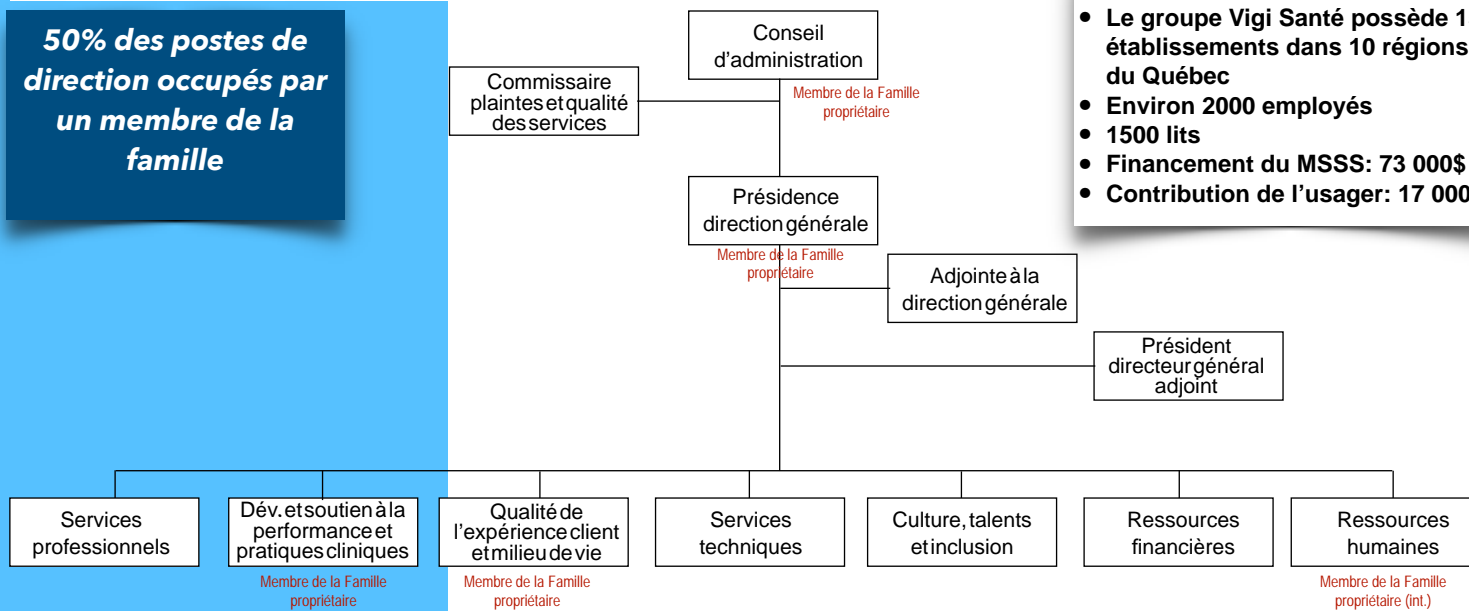 50% des postes de
direction occupés par
un membre de la
famille
Conseil
d'administration
Membre de la Famille
propriétaire
Commissaire
plaintes et qualité
des services
• Le groupe Vigi Santé possède 1
établissements dans 10 régions
du Québec
• Environ 2000 employés
• 1500 lits
• Financement du MSSS: 73 000$
• Contribution de l'usager: 17 000
Présidence
direction générale
Membre de la Famille
propriétaire
Adjointe à la
direction générale
Président
directeur général
adjoint
Services
professionnels
Dév. et soutien à la
performance et
pratiques cliniques
Membre de la Famille
propriétaire
Qualité de
l'expérience client
et milieu de vie
Membre de la Famille
propriétaire
Services
techniques
Culture, talents
et inclusion
Ressources
financières
Ressources
humaines
Membre de la Famille
propriétaire (int.)